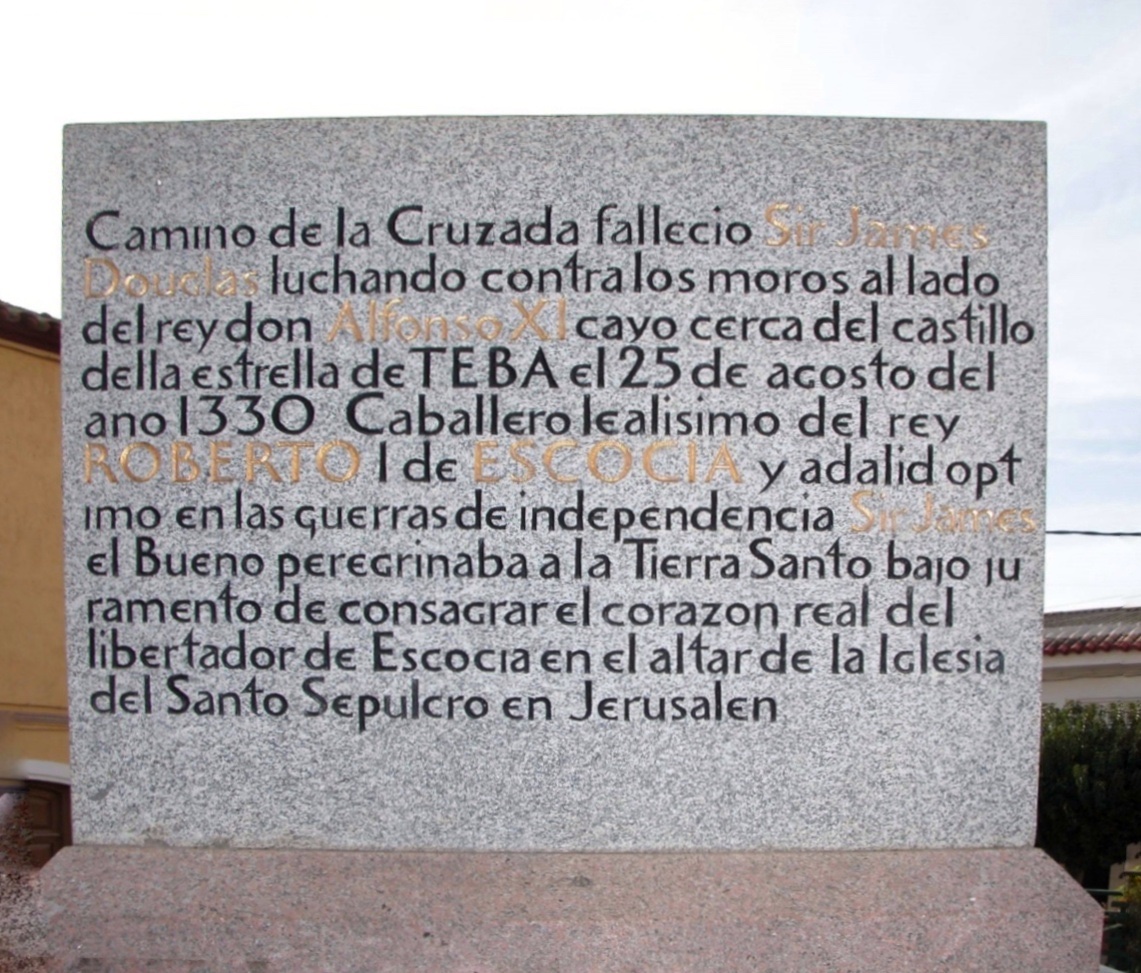 Camino de la Cruzada fallecio Sir James
Douglas luchando contra los moros al lado
del rey don Alfonso XI cayo cerca del castillo
della estrella de TEBA el 25 de agosto del
ano 1330 Caballero lealisimo del rey
ROBERTO I de ESCOCIA y adalid opt
imo en las guerras de independencia Sir James
el Bueno peregrinaba a la Tierra Santo bajo ju
ramento de consagrar el corazon real del
libertador de Escocia en el altar de la Iglesia
del Santo Sepulcro en Jerusalen